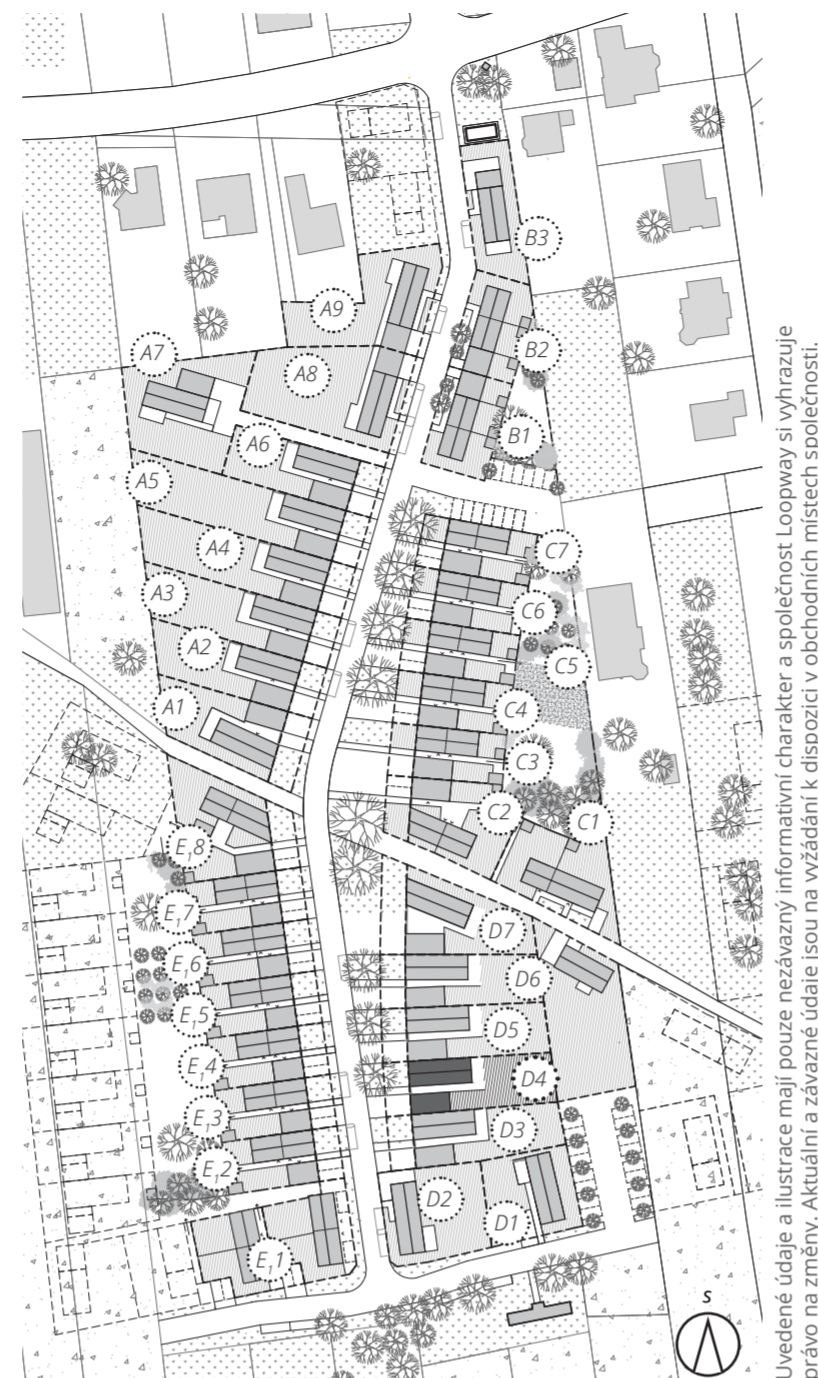 B3
A9
A7
B2
A8
A6
B1
A5
A4
C7
A3
C6
A2
C5
A1
C4
C3
C2
C1
E₁8
E₁7
D7
E₁6
D6
E₁5
D5
E₁4
D4
E₁3
D3
E₁2
D2
D1
E₁1
S
Uvedené údaje a ilustrace mají pouze nezávazný informativní charakter a společnost Loopway si vyhrazuje
právo na změny. Aktuální a závazné údaje jsou na vyžádání k dispozici v obchodních místech společnosti.